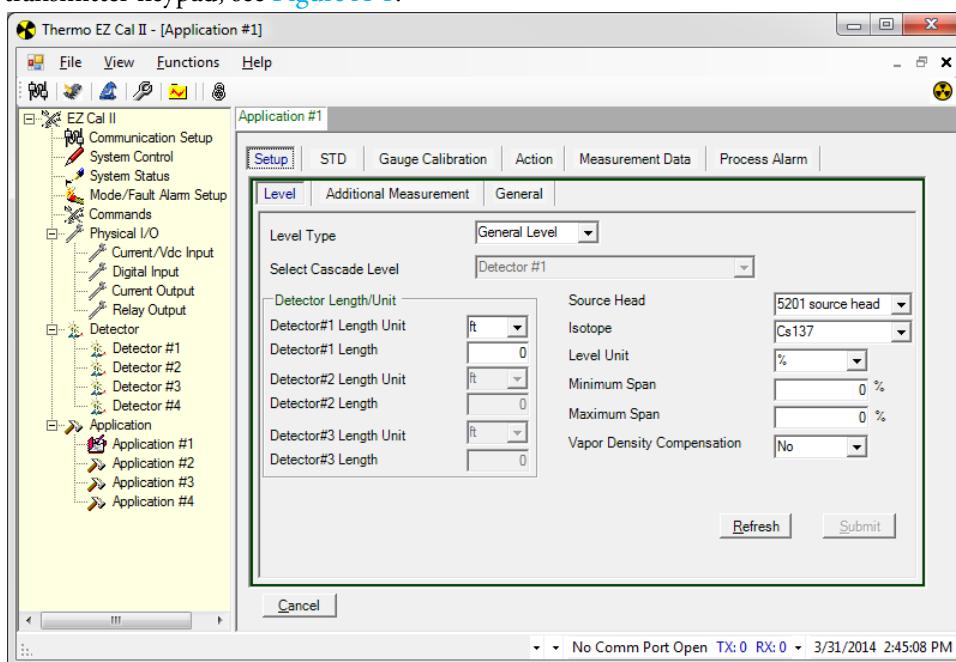 transmitter keypad, see Figure A3-1.
Thermo EZ Cal II - [Application #1]
File View Functions Help
EZ Cal II
Communication Setup
System Control
System Status
Mode/Fault Alarm Setup
Commands
Physical I/O
Current/Vdc Input
Digital Input
Current Output
Relay Output
Detector
Detector #1
Detector #2
Detector #3
Detector #4
Application
Application #1
Application #2
Application #3
Application #4
Application #1
Setup STD Gauge Calibration Action Measurement Data Process Alarm
Level Additional Measurement General
Level Type General Level
Select Cascade Level Detector #1
Detector Length/Unit
Detector#1 Length Unit ft
Detector#1 Length 0
Detector#2 Length Unit ft
Detector#2 Length 0
Detector#3 Length Unit ft
Detector#3 Length 0
Source Head 5201 source head
Isotope Cs137
Level Unit %
Minimum Span 0 %
Maximum Span 0 %
Vapor Density Compensation No
Refresh Submit
Cancel
No Comm Port Open TX: 0 RX: 0 3/31/2014 2:45:08 PM